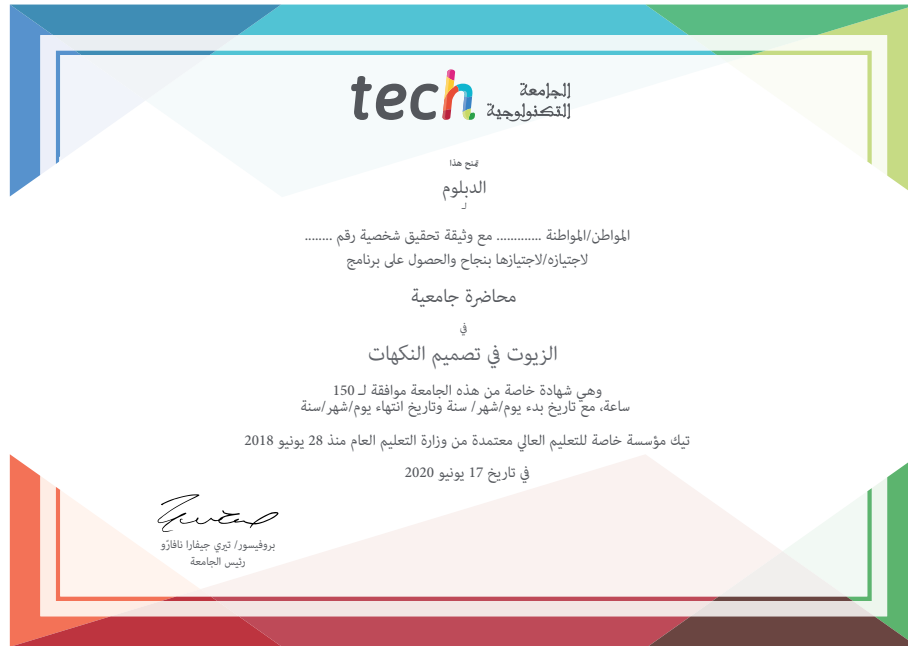 tech الجامعة
التكنولوجية
يمنح هذا
الدبلوم
لـ
المواطن/المواطنة ............. مع وثيقة تحقيق شخصية رقم ........
لاجتيازه/لاجتيازها بنجاح والحصول على برنامج
محاضرة جامعية
في
الزيوت في تصميم النكهات
وهي شهادة خاصة من هذه الجامعة موافقة لـ 150
ساعة، مع تاريخ بدء يوم/شهر/ سنة وتاريخ انتهاء يوم/شهر/سنة
تيك مؤسسة خاصة للتعليم العالي معتمدة من وزارة التعليم العام منذ 28 يونيو 2018
في تاريخ 17 يونيو 2020
بروفيسور/ تيري جيفارا نافارّو
رئيس الجامعة